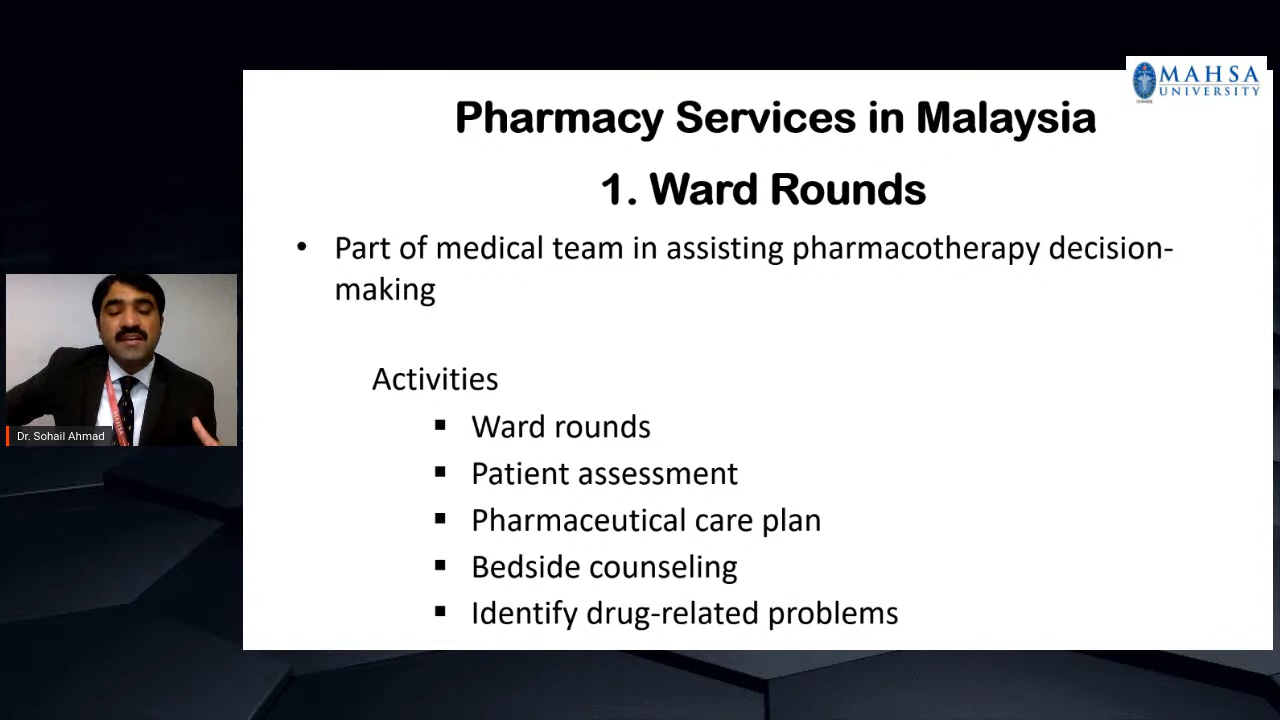 MAHSA
UNIVERSITY
Pharmacy Services in Malaysia
1. Ward Rounds
• Part of medical team in assisting pharmacotherapy decision-
making
Activities
▪ Ward rounds
▪ Patient assessment
▪ Pharmaceutical care plan
▪ Bedside counseling
▪ Identify drug-related problems
Dr. Sohail Ahmad